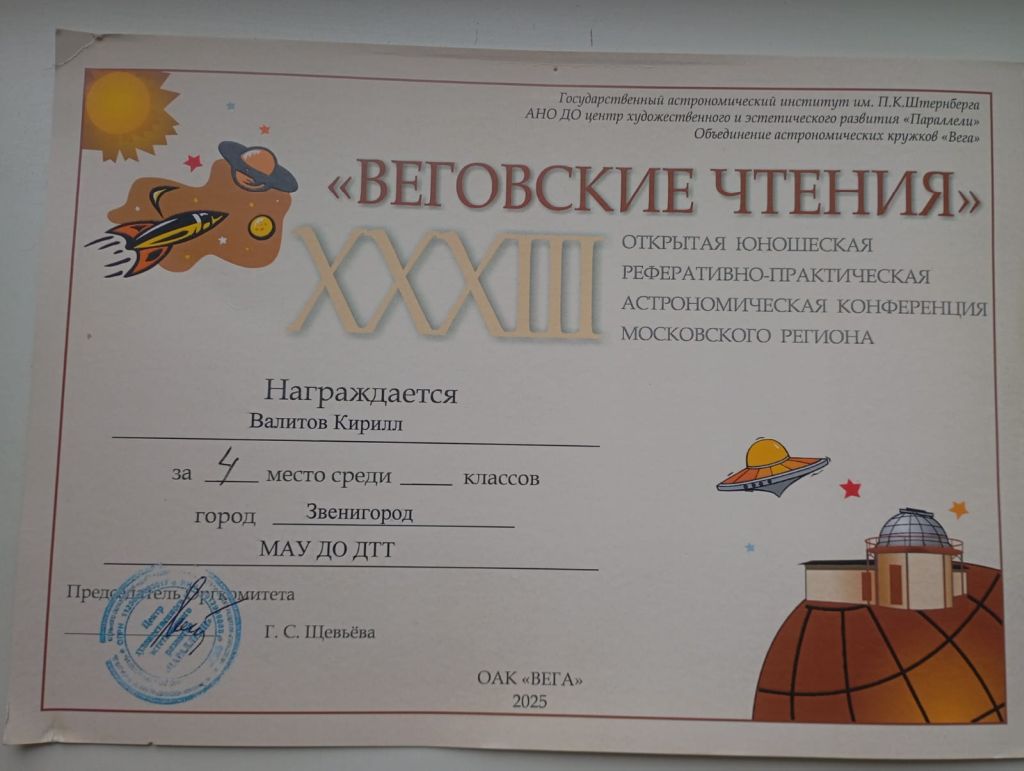 Государственный астрономический институт им. П.К.Штернберга
АНО ДО центр художественного и эстетического развития «Параллели»
Объединение астрономических кружков «Вега»
«ВЕГОВСКИЕ ЧТЕНИЯ»
XXXIII
ОТКРЫТАЯ ЮНОШЕСКАЯ
РЕФЕРАТИВНО-ПРАКТИЧЕСКАЯ
АСТРОНОМИЧЕСКАЯ КОНФЕРЕНЦИЯ
МОСКОВСКОГО РЕГИОНА
Награждается
Валитов Кирилл
за 4 место среди ____ классов
город Звенигород
МАУ ДО ДТТ
Председатель Оргкомитета
Г. С. Щевьёва
ОАК «ВЕГА»
2025